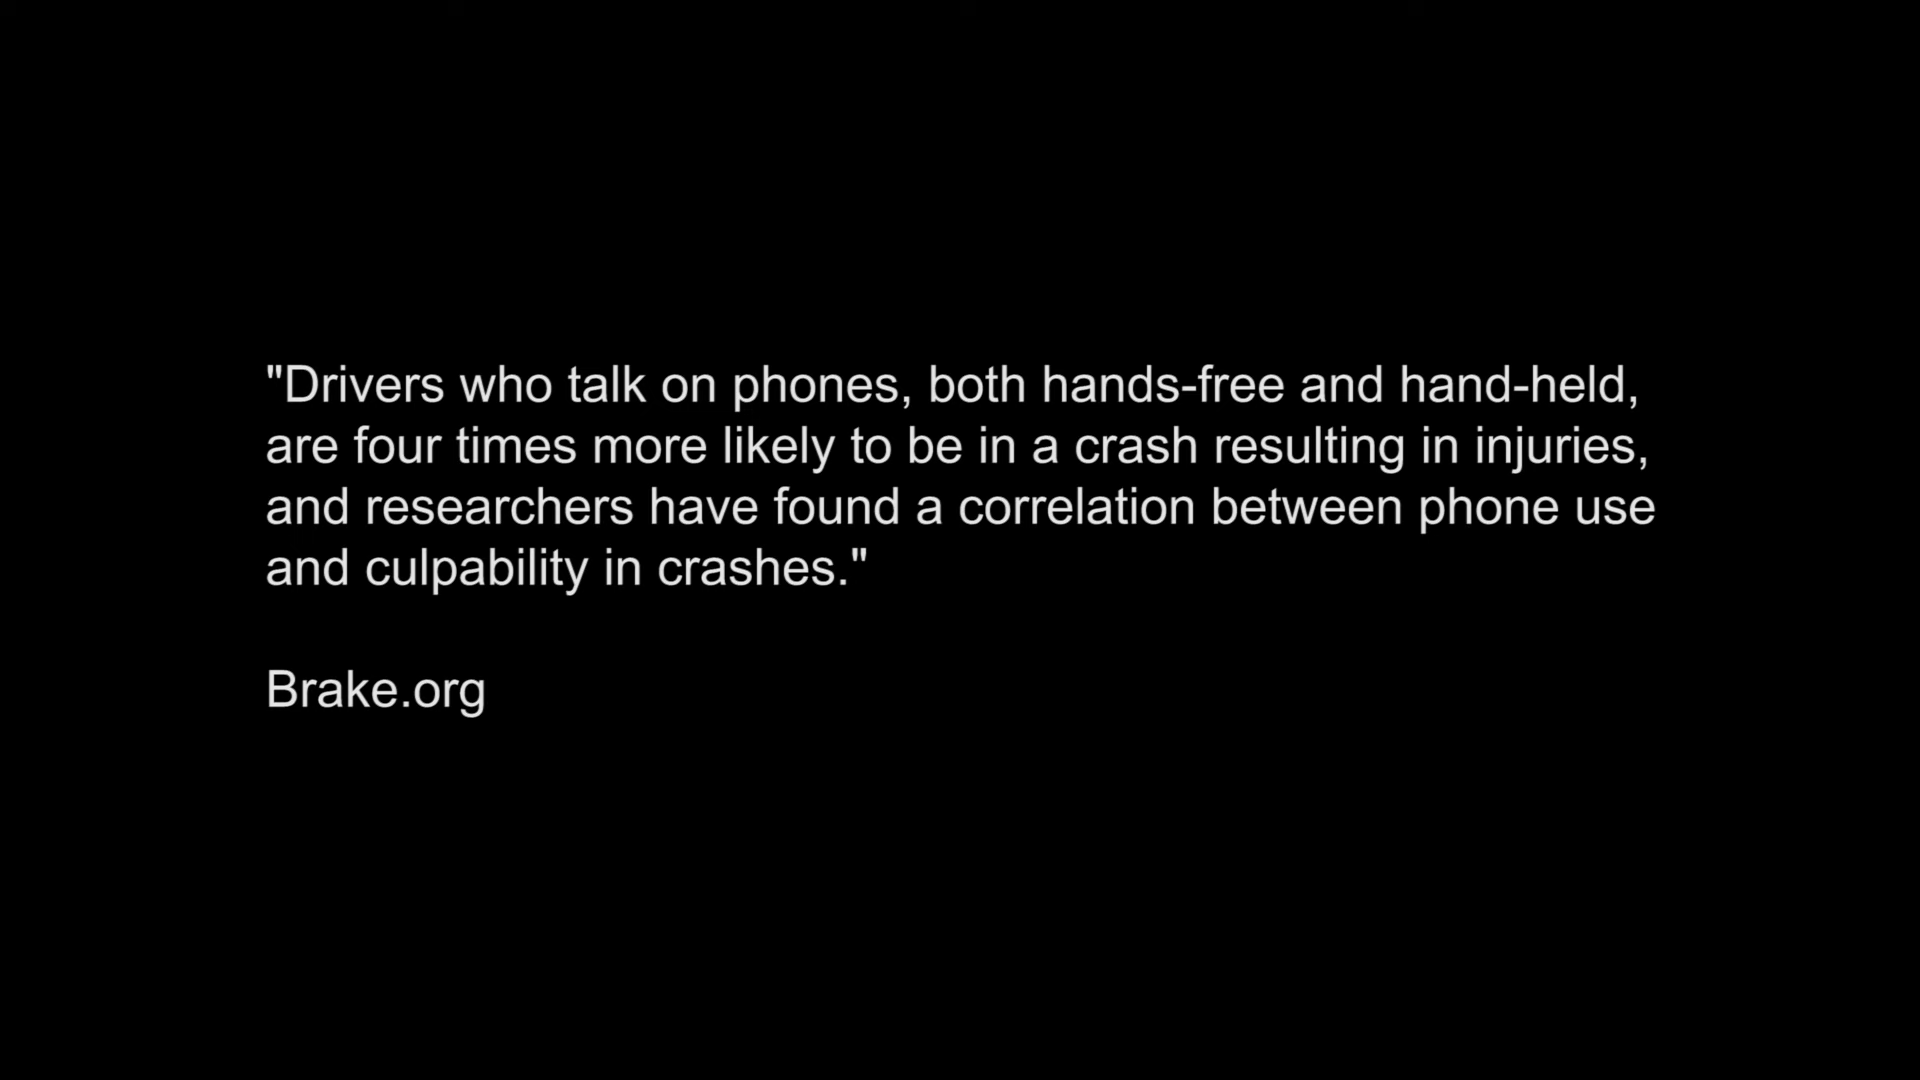 "Drivers who talk on phones, both hands-free and hand-held,
are four times more likely to be in a crash resulting in injuries,
and researchers have found a correlation between phone use
and culpability in crashes."
Brake.org